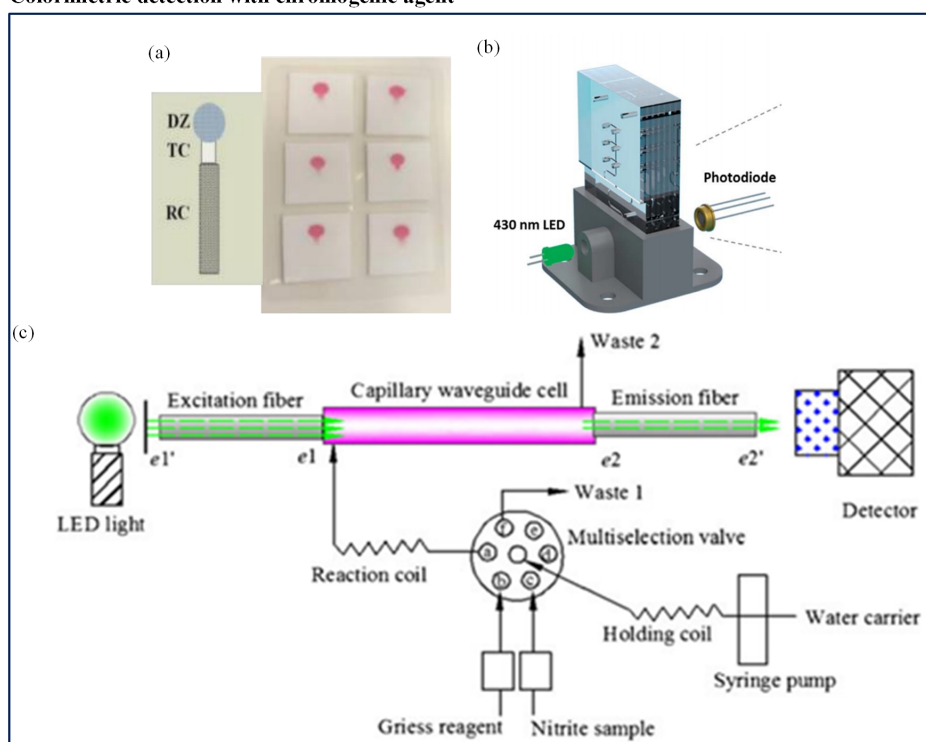 Colorimetric detection with chromogenic agent
(a)
DZ
TC
RC
(b)
Photodiode
430 nm LED
(c)
Waste 2
Excitation fiber
Capillary waveguide cell
Emission fiber
e1'
e1
e2
e2'
LED light
Detector
Waste 1
Multiselection valve
f
e
a
d
b
c
Reaction coil
Holding coil
Water carrier
Syringe pump
Griess reagent
Nitrite sample